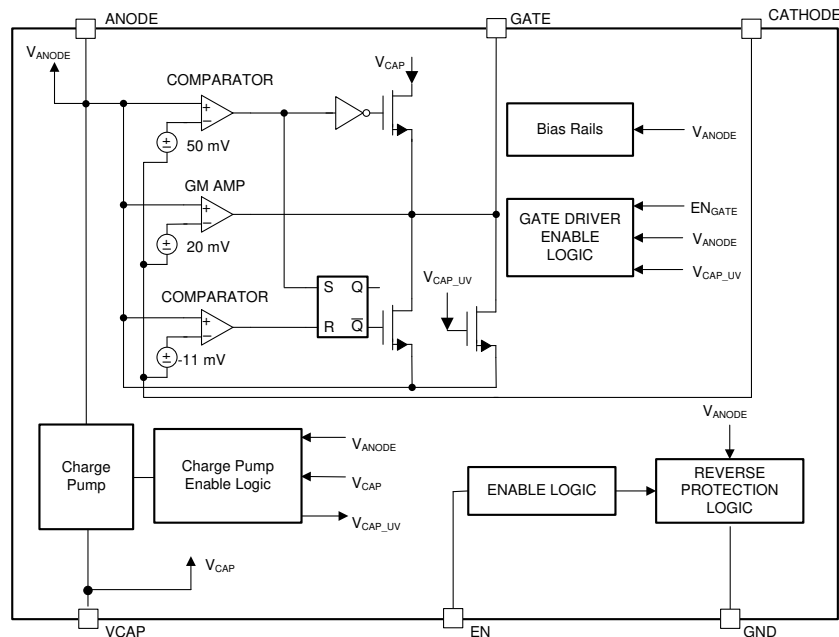 ANODE
GATE
CATHODE
VANODE
COMPARATOR
VCAP
+
−
±
50 mV
Bias Rails
VANODE
GM AMP
+
−
±
20 mV
GATE DRIVER
ENABLE
LOGIC
ENGATE
VANODE
VCAP_UV
COMPARATOR
S Q
R Q̅
VCAP_UV
+
−
±
-11 mV
Charge
Pump
Charge Pump
Enable Logic
VANODE
VCAP
VCAP_UV
VANODE
ENABLE LOGIC
REVERSE
PROTECTION
LOGIC
VCAP
VCAP
EN
GND